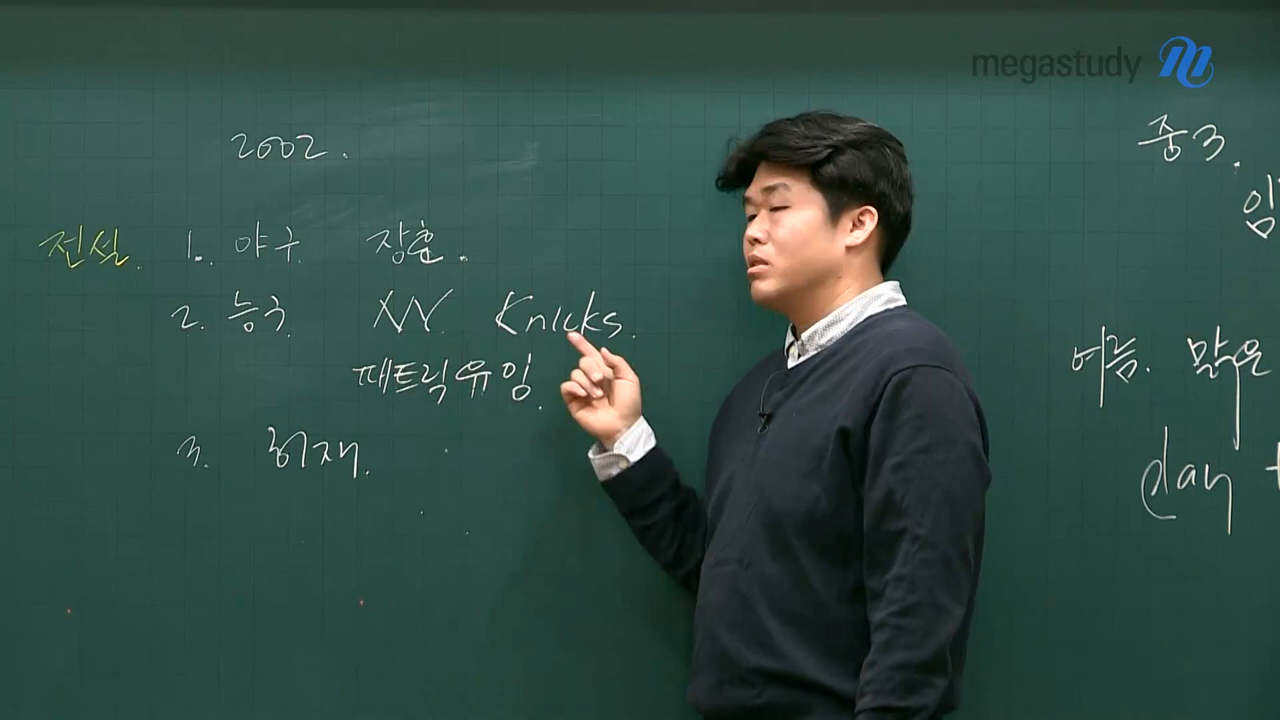 megastudy
2002.
전설. 1. 야구 장훈.
2. 농구. NY. Knicks.
패트릭유잉.
3. 허재.
중3.
여름. 맑은
day